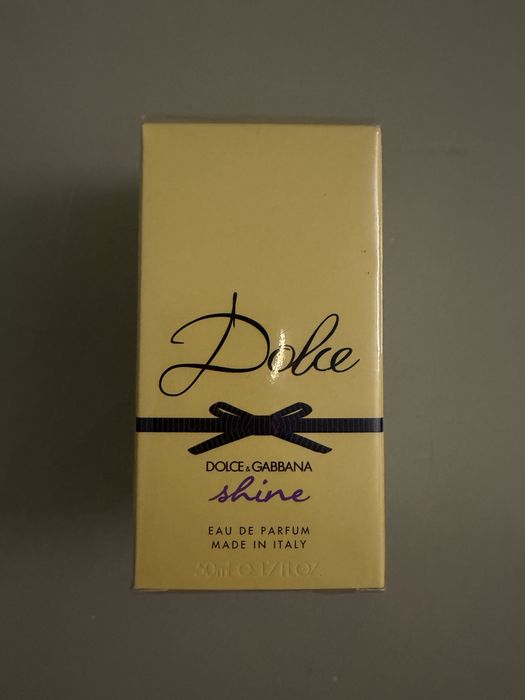 Dolce
DOLCE & GABBANA
shine
EAU DE PARFUM
MADE IN ITALY
50ml e 1.7 FL.OZ.